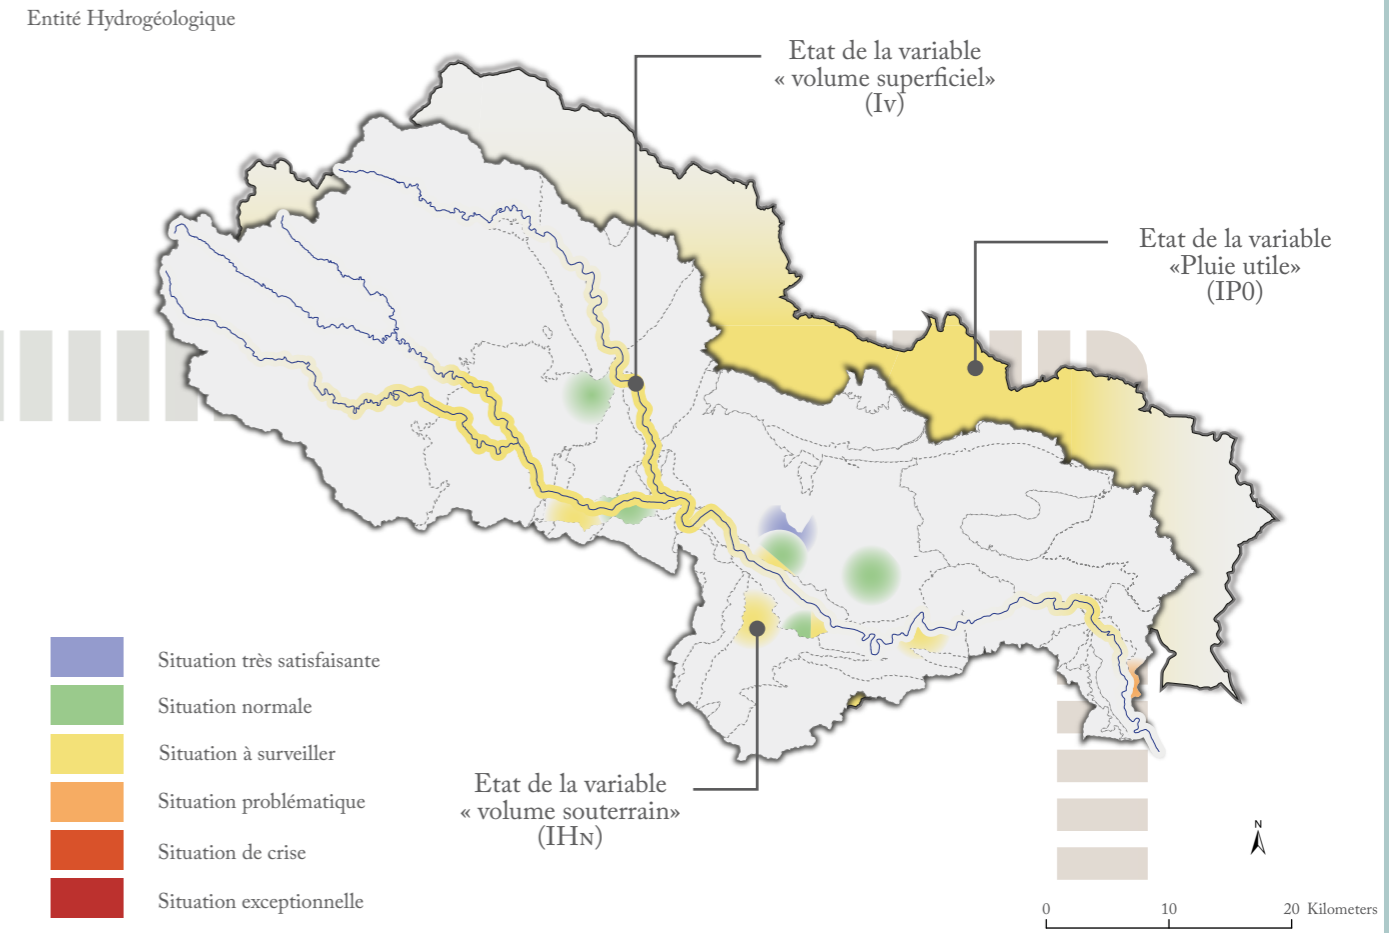 Entité Hydrogéologique
Etat de la variable
« volume superficiel»
(Iv)
Etat de la variable
«Pluie utile»
(IP0)
Situation très satisfaisante
Situation normale
Situation à surveiller
Situation problématique
Situation de crise
Situation exceptionnelle
Etat de la variable
« volume souterrain»
(IHN)
N
0 10 20 Kilometers